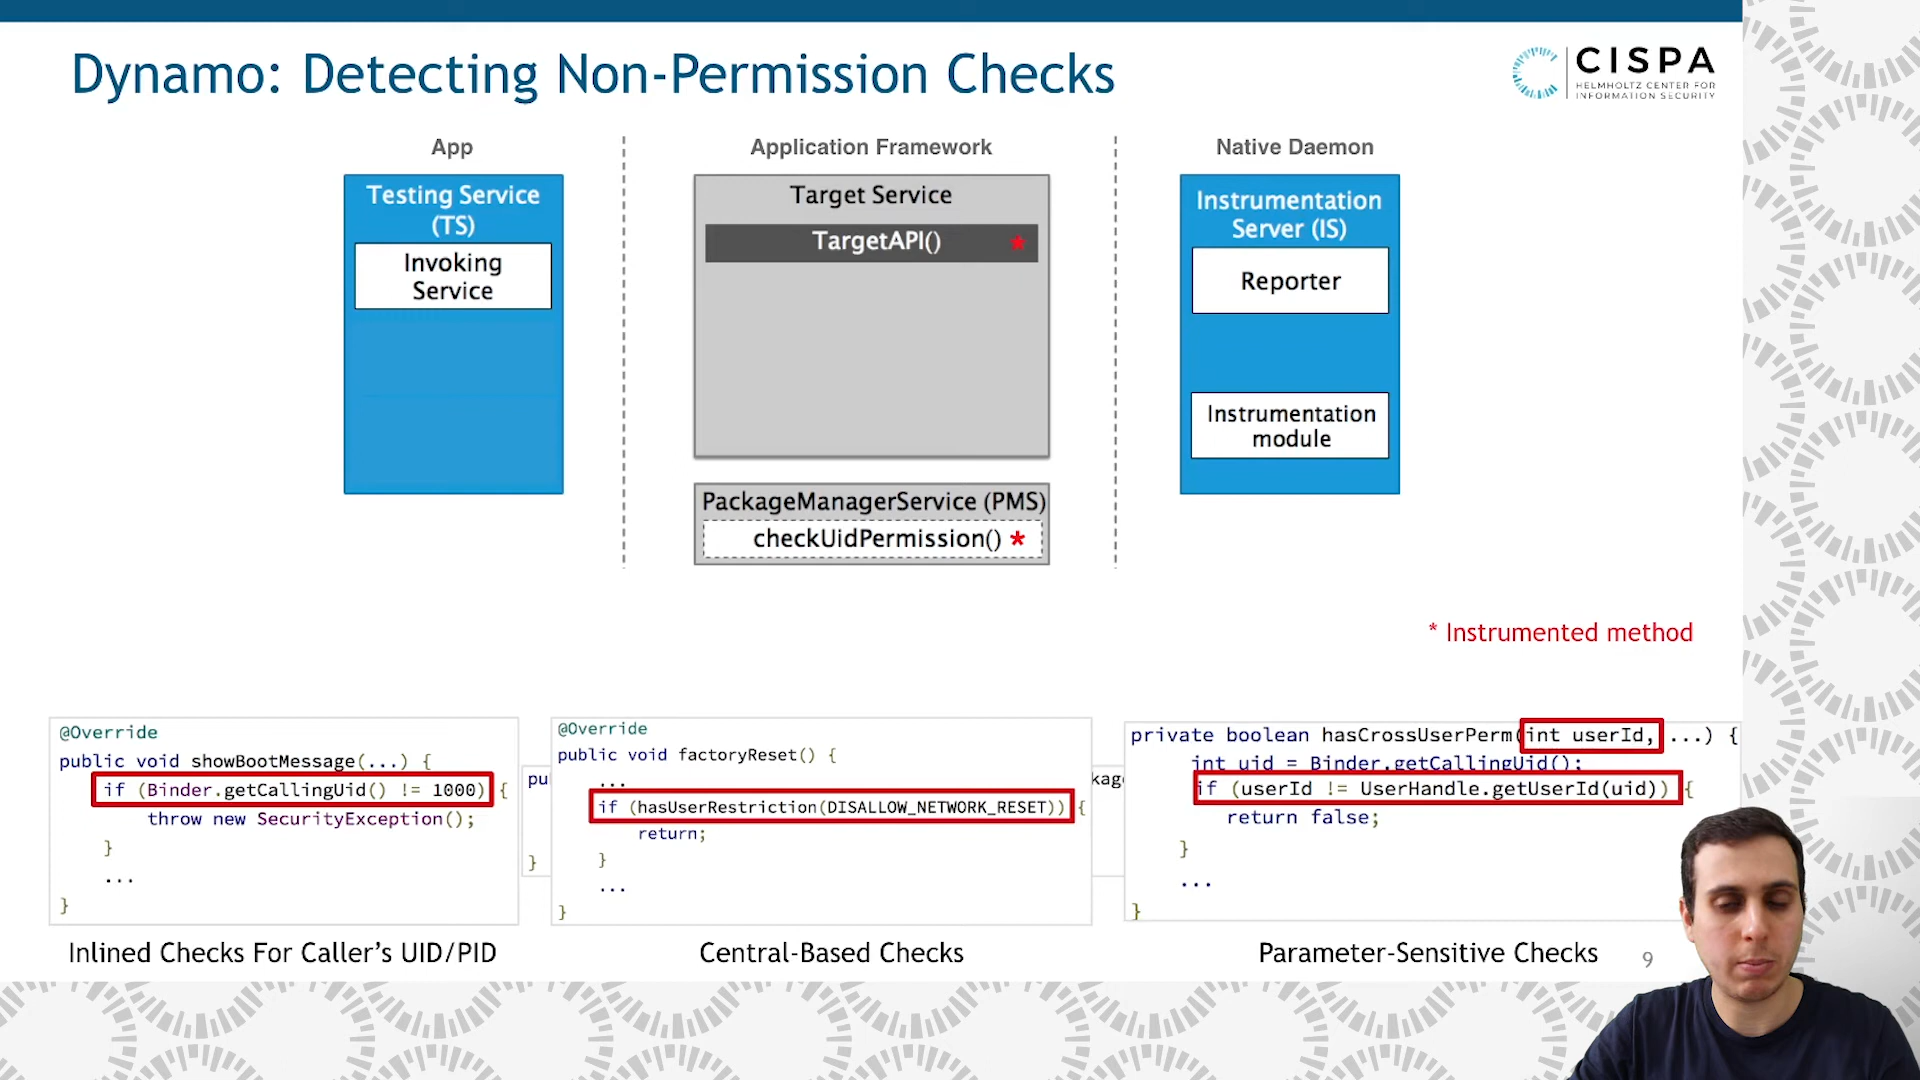 Dynamo: Detecting Non-Permission Checks
CISPA
HELMHOLTZ CENTER FOR
INFORMATION SECURITY
App
Application Framework
Native Daemon
Testing Service
(TS)
Invoking
Service
Target Service
TargetAPI() *
PackageManagerService (PMS)
checkUidPermission() *
Instrumentation
Server (IS)
Reporter
Instrumentation
module
* Instrumented method
@Override
public void showBootMessage(...) {
if (Binder.getCallingUid() != 1000) {
throw new SecurityException();
}
...
}
Inlined Checks For Caller's UID/PID
pu
}
@Override
public void factoryReset() {
...
if (hasUserRestriction(DISALLOW_NETWORK_RESET)) {
return;
}
...
}
Central-Based Checks
kag
private boolean hasCrossUserPerm(int userId, ...) {
int uid = Binder.getCallingUid();
if (userId != UserHandle.getUserId(uid)) {
return false;
}
...
}
Parameter-Sensitive Checks
9